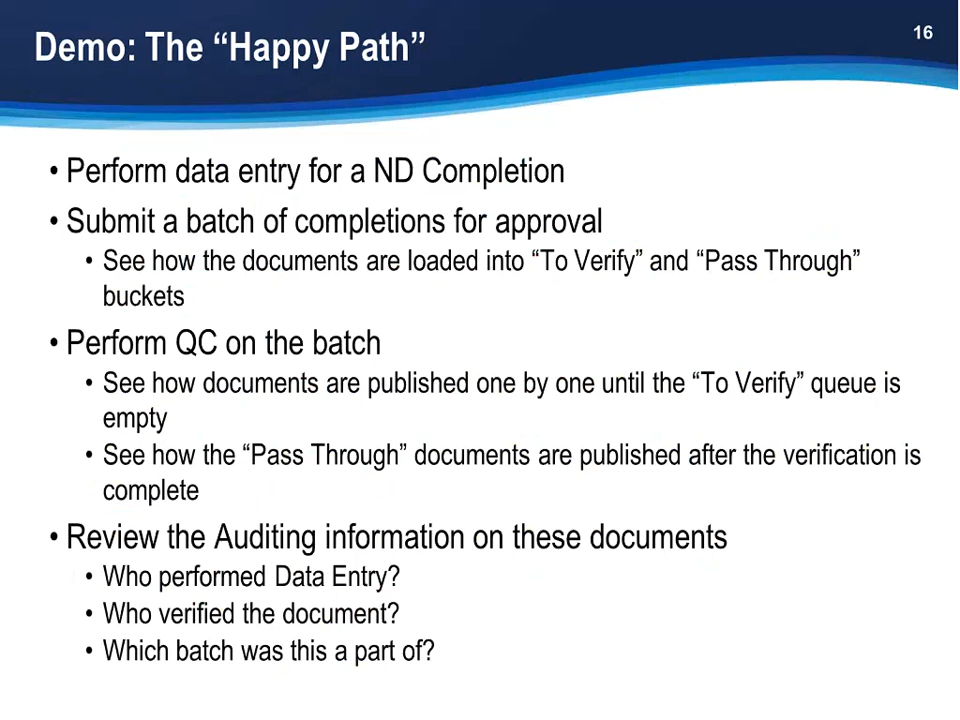 Demo: The “Happy Path”
16
• Perform data entry for a ND Completion
• Submit a batch of completions for approval
• See how the documents are loaded into “To Verify” and “Pass Through”
buckets
• Perform QC on the batch
• See how documents are published one by one until the “To Verify” queue is
empty
• See how the “Pass Through” documents are published after the verification is
complete
• Review the Auditing information on these documents
• Who performed Data Entry?
• Who verified the document?
• Which batch was this a part of?